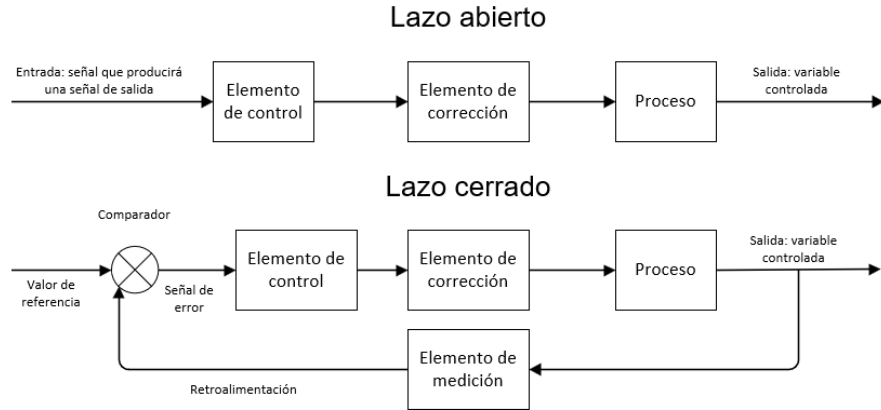 Lazo abierto
Entrada: señal que producirá
una señal de salida
Elemento
de control
Elemento de
corrección
Proceso
Salida: variable
controlada
Lazo cerrado
Comparador
Valor de
referencia
Señal de
error
Elemento de
control
Elemento de
corrección
Proceso
Salida: variable
controlada
Elemento de
medición
Retroalimentación